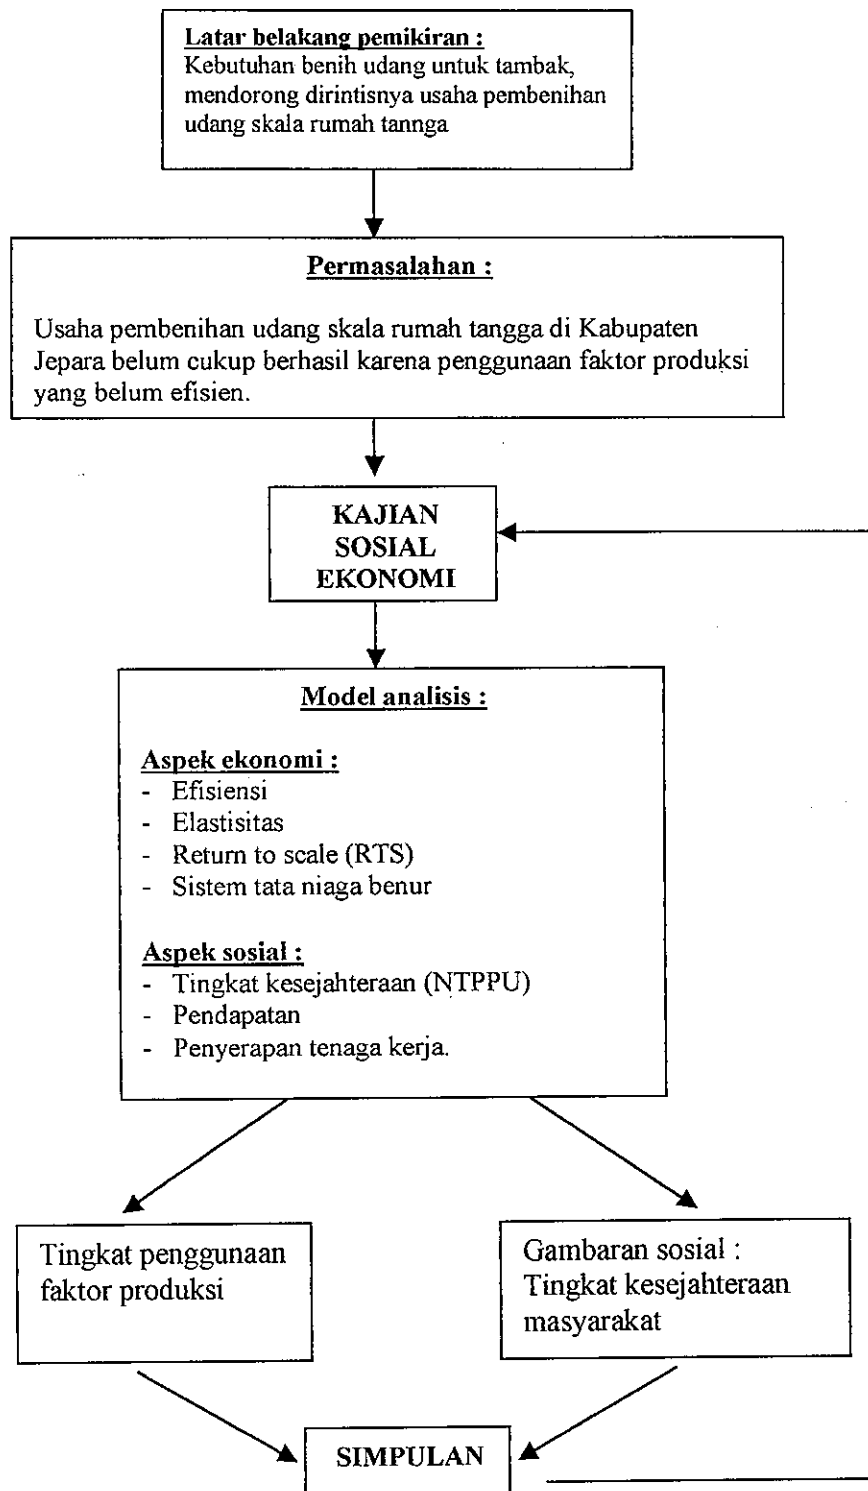 Latar belakang pemikiran :
Kebutuhan benih udang untuk tambak,
mendorong dirintisnya usaha pembenihan
udang skala rumah tannga
Permasalahan :
Usaha pembenihan udang skala rumah tangga di Kabupaten
Jepara belum cukup berhasil karena penggunaan faktor produksi
yang belum efisien.
KAJIAN
SOSIAL
EKONOMI
Model analisis :
Aspek ekonomi :
- Efisiensi
- Elastisitas
- Return to scale (RTS)
- Sistem tata niaga benur
Aspek sosial :
- Tingkat kesejahteraan (NTPPU)
- Pendapatan
- Penyerapan tenaga kerja.
Tingkat penggunaan
faktor produksi
Gambaran sosial :
Tingkat kesejahteraan
masyarakat
SIMPULAN